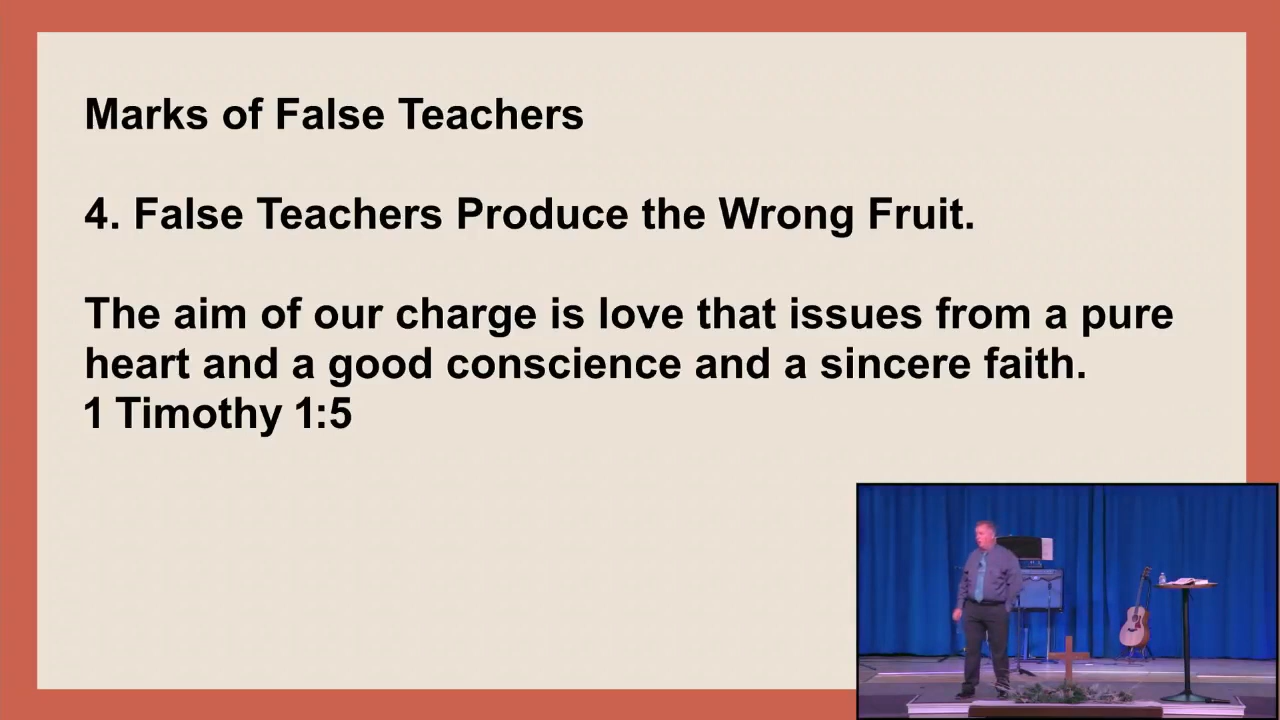 Marks of False Teachers
4. False Teachers Produce the Wrong Fruit.
The aim of our charge is love that issues from a pure
heart and a good conscience and a sincere faith.
1 Timothy 1:5